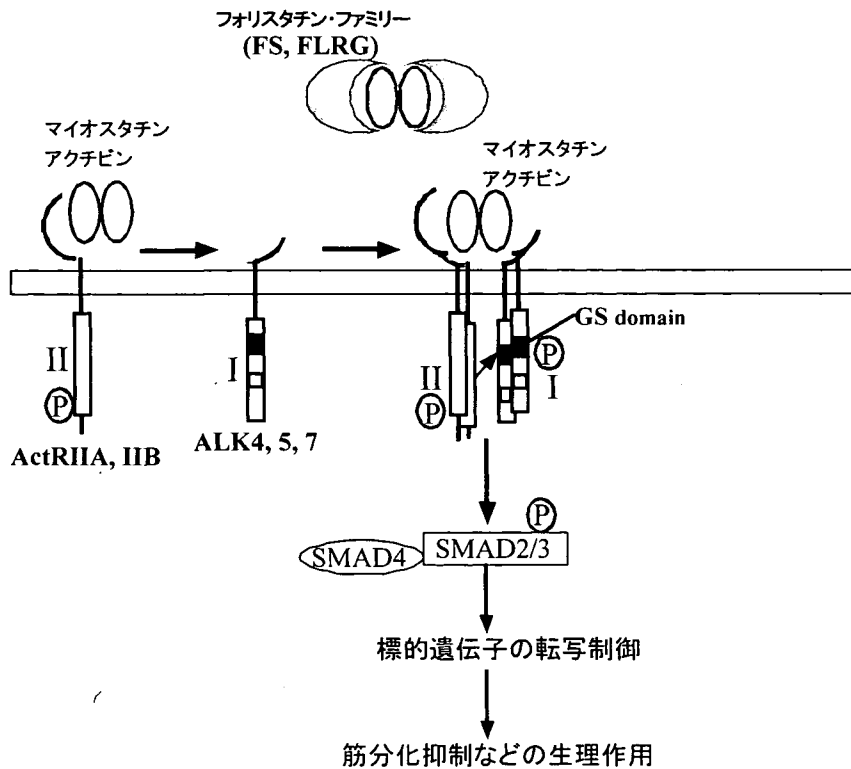 フォリスタチン・ファミリー
(FS, FLRG)
マイオスタチン
アクチビン
マイオスタチン
アクチビン
GS domain
II
P
I
II
P
P
I
ActRIIA, IIB
ALK4, 5, 7
P
SMAD4
SMAD2/3
標的遺伝子の転写制御
筋分化抑制などの生理作用